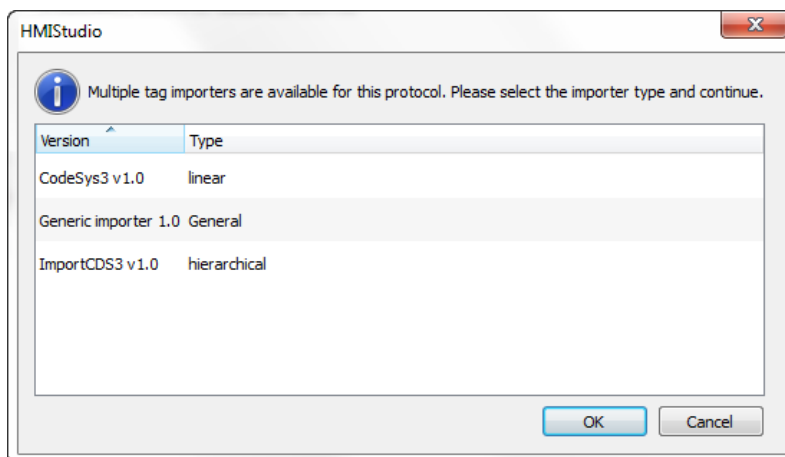 HMIStudio
Multiple tag importers are available for this protocol. Please select the importer type and continue.
Version Type
CodeSys3 v1.0 linear
Generic importer 1.0 General
ImportCDS3 v1.0 hierarchical
OK Cancel